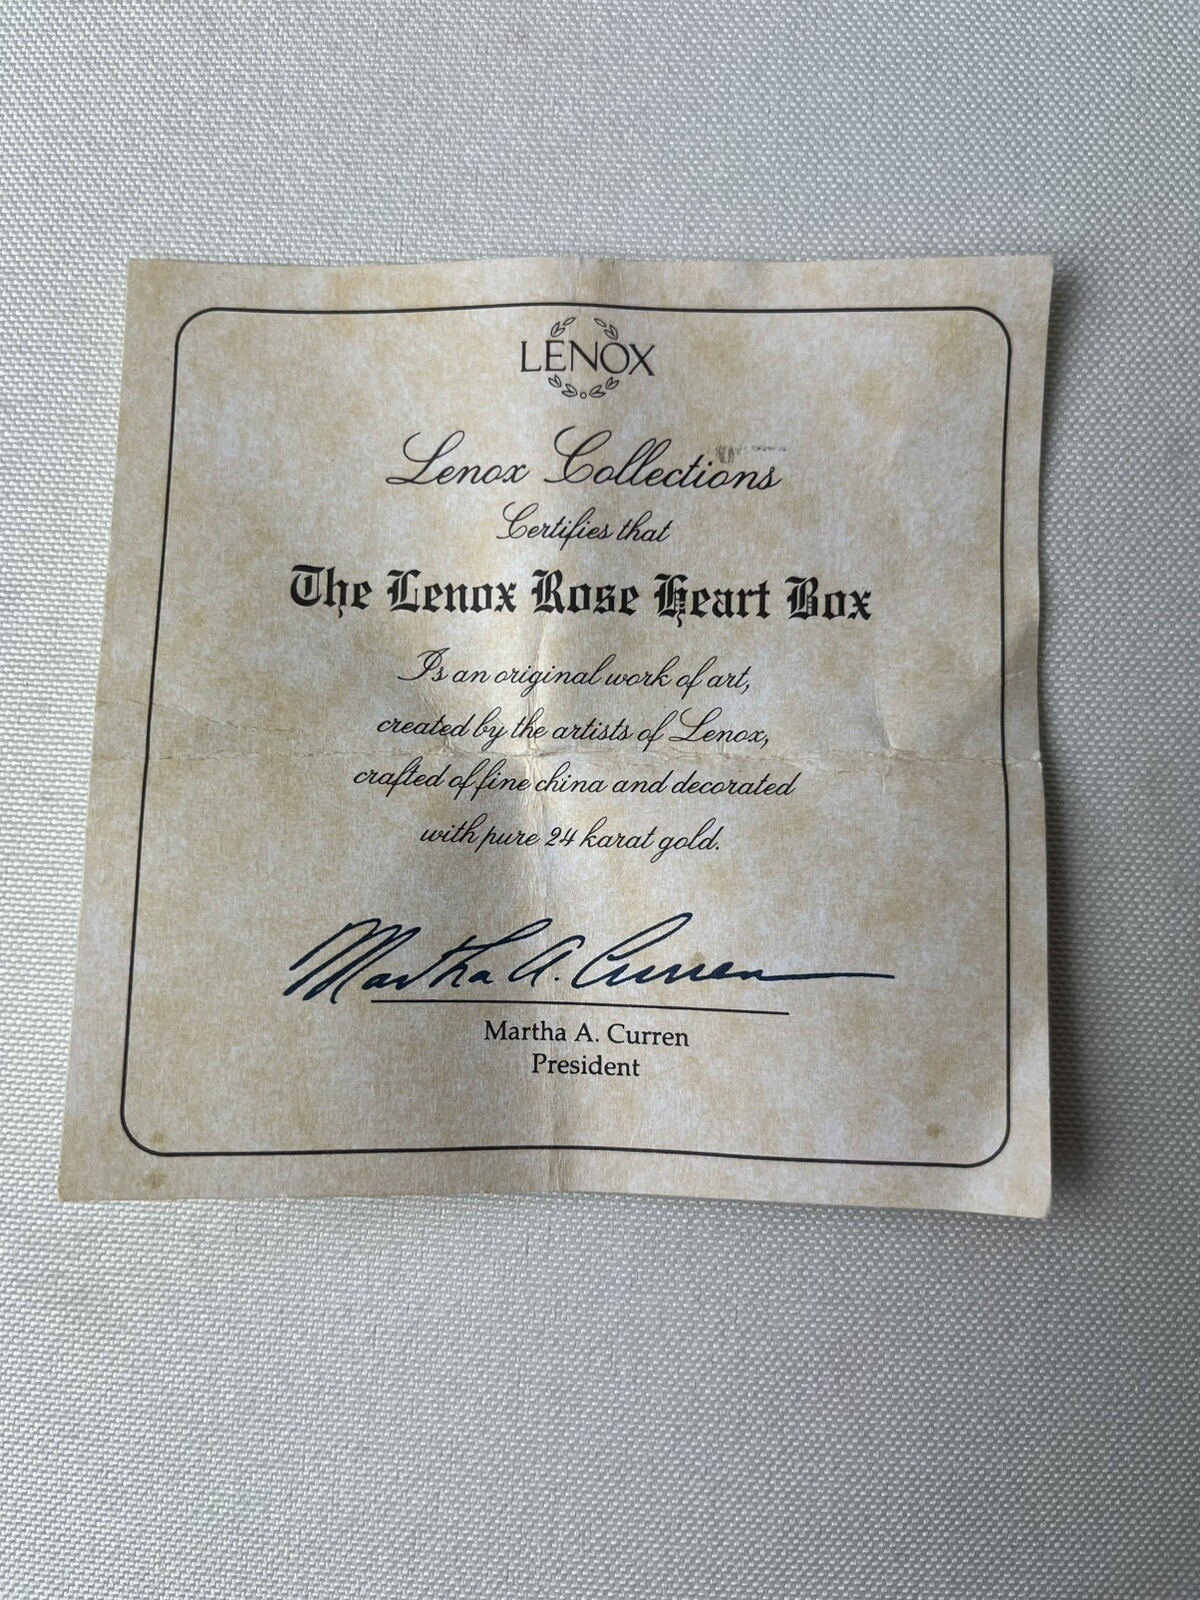 LENOX
Lenox Collections
Certifies that
The Lenox Rose Heart Box
Is an original work of art,
created by the artists of Lenox,
crafted of fine china and decorated
with pure 24 karat gold.
Martha A. Curren
Martha A. Curren
President